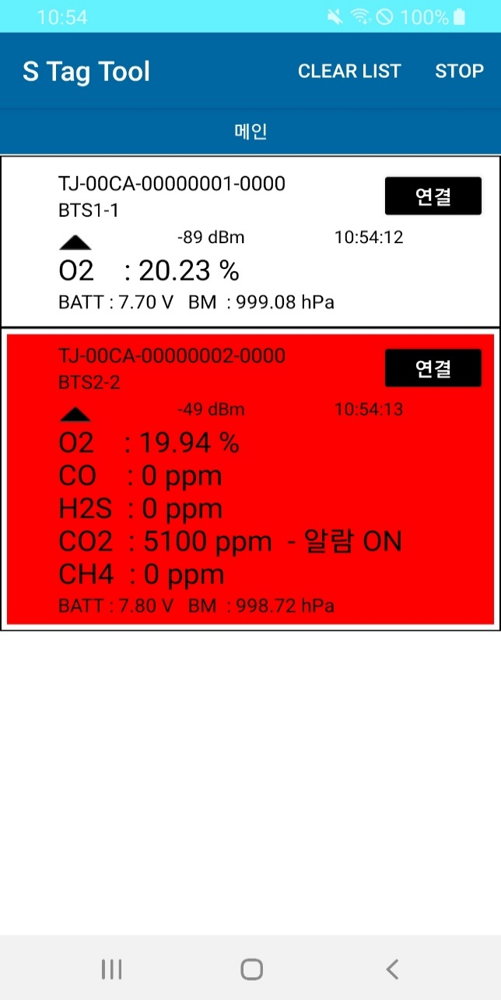 10:54 100%
S Tag Tool CLEAR LIST STOP
메인
TJ-00CA-00000001-0000
연결
BTS1-1
-89 dBm 10:54:12
O2 : 20.23 %
BATT : 7.70 V BM : 999.08 hPa
TJ-00CA-00000002-0000
연결
BTS2-2
-49 dBm 10:54:13
O2 : 19.94 %
CO : 0 ppm
H2S : 0 ppm
CO2 : 5100 ppm - 알람 ON
CH4 : 0 ppm
BATT : 7.80 V BM : 998.72 hPa